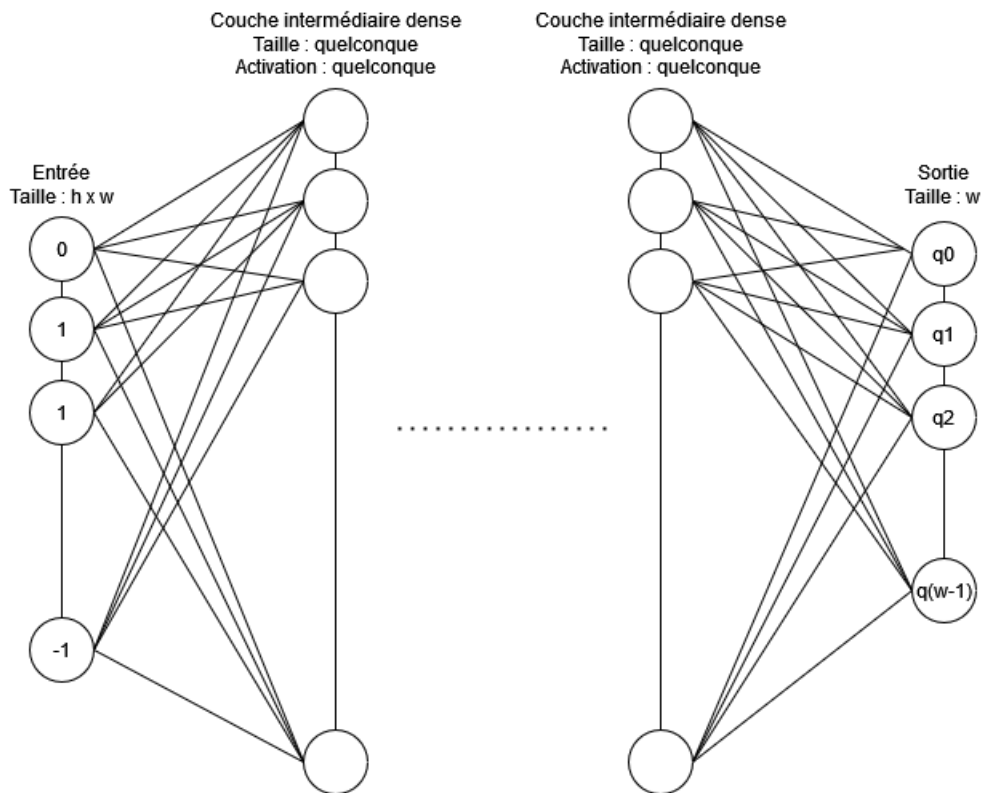 Couche intermédiaire dense
Taille : quelconque
Activation : quelconque
Couche intermédiaire dense
Taille : quelconque
Activation : quelconque
Entrée
Taille : h x w
0
1
1
-1
Sortie
Taille : w
q0
q1
q2
q(w-1)